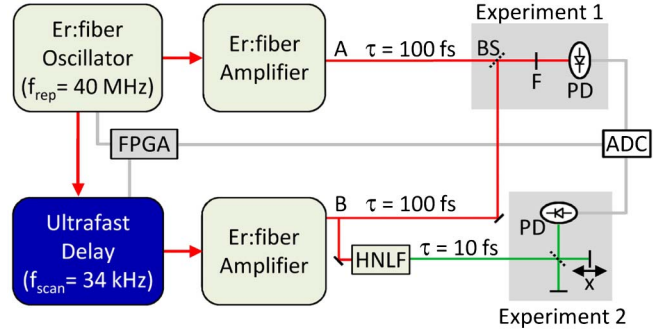 Er:fiber
Oscillator
(f_rep= 40 MHz)
Er:fiber
Amplifier
A τ = 100 fs
Experiment 1
BS
F
PD
FPGA
ADC
Ultrafast
Delay
(f_scan= 34 kHz)
Er:fiber
Amplifier
B τ = 100 fs
HNLF
τ = 10 fs
PD
x
Experiment 2